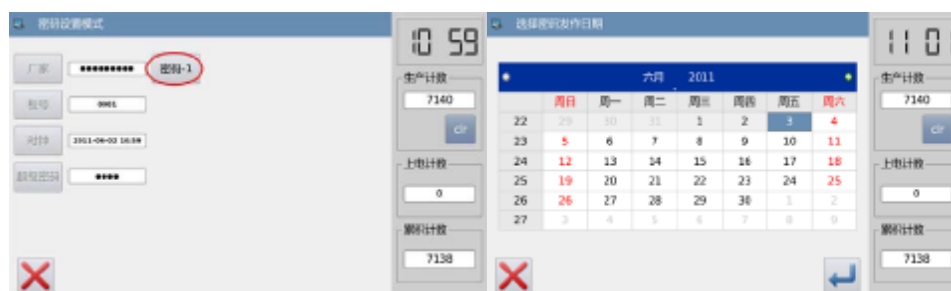 密码设置模式
厂家
●●●●●●●●●
密码-1
板号
0001
时钟
2011-06-02 16:59
超级密码
●●●●
10 59
生产计数
7140
clr
上电计数
0
累积计数
7138
选择密码发作日期
六月 2011
周日 周一 周二 周三 周四 周五 周六
22 29 30 31 1 2 3 4
23 5 6 7 8 9 10 11
24 12 13 14 15 16 17 18
25 19 20 21 22 23 24 25
26 26 27 28 29 30 1 2
27 3 4 5 6 7 8 9
11 0
生产计数
7140
clr
上电计数
0
累积计数
7138